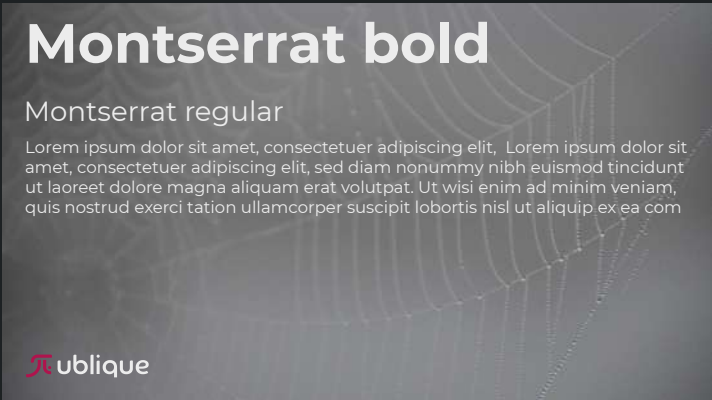 Montserrat bold
Montserrat regular
Lorem ipsum dolor sit amet, consectetuer adipiscing elit,  Lorem ipsum dolor sit
amet, consectetuer adipiscing elit, sed diam nonummy nibh euismod tincidunt
ut laoreet dolore magna aliquam erat volutpat. Ut wisi enim ad minim veniam,
quis nostrud exerci tation ullamcorper suscipit lobortis nisl ut aliquip ex ea com
πublique